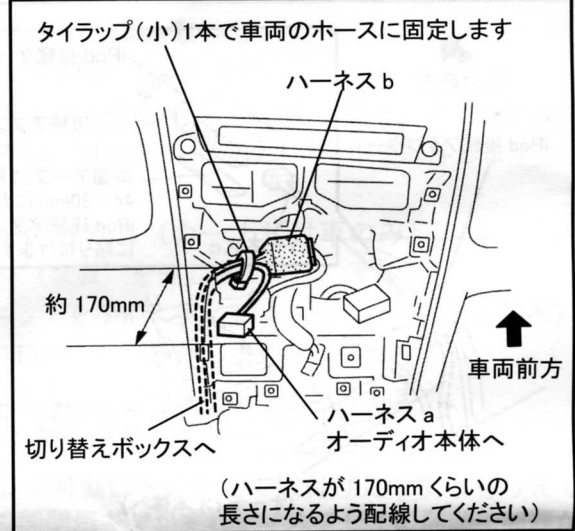 タイラップ(小)1本で車両のホースに固定します
ハーネス b
約 170mm
車両前方
ハーネス a
オーディオ本体へ
切り替えボックスへ
(ハーネスが 170mm くらいの
長さになるよう配線してください)